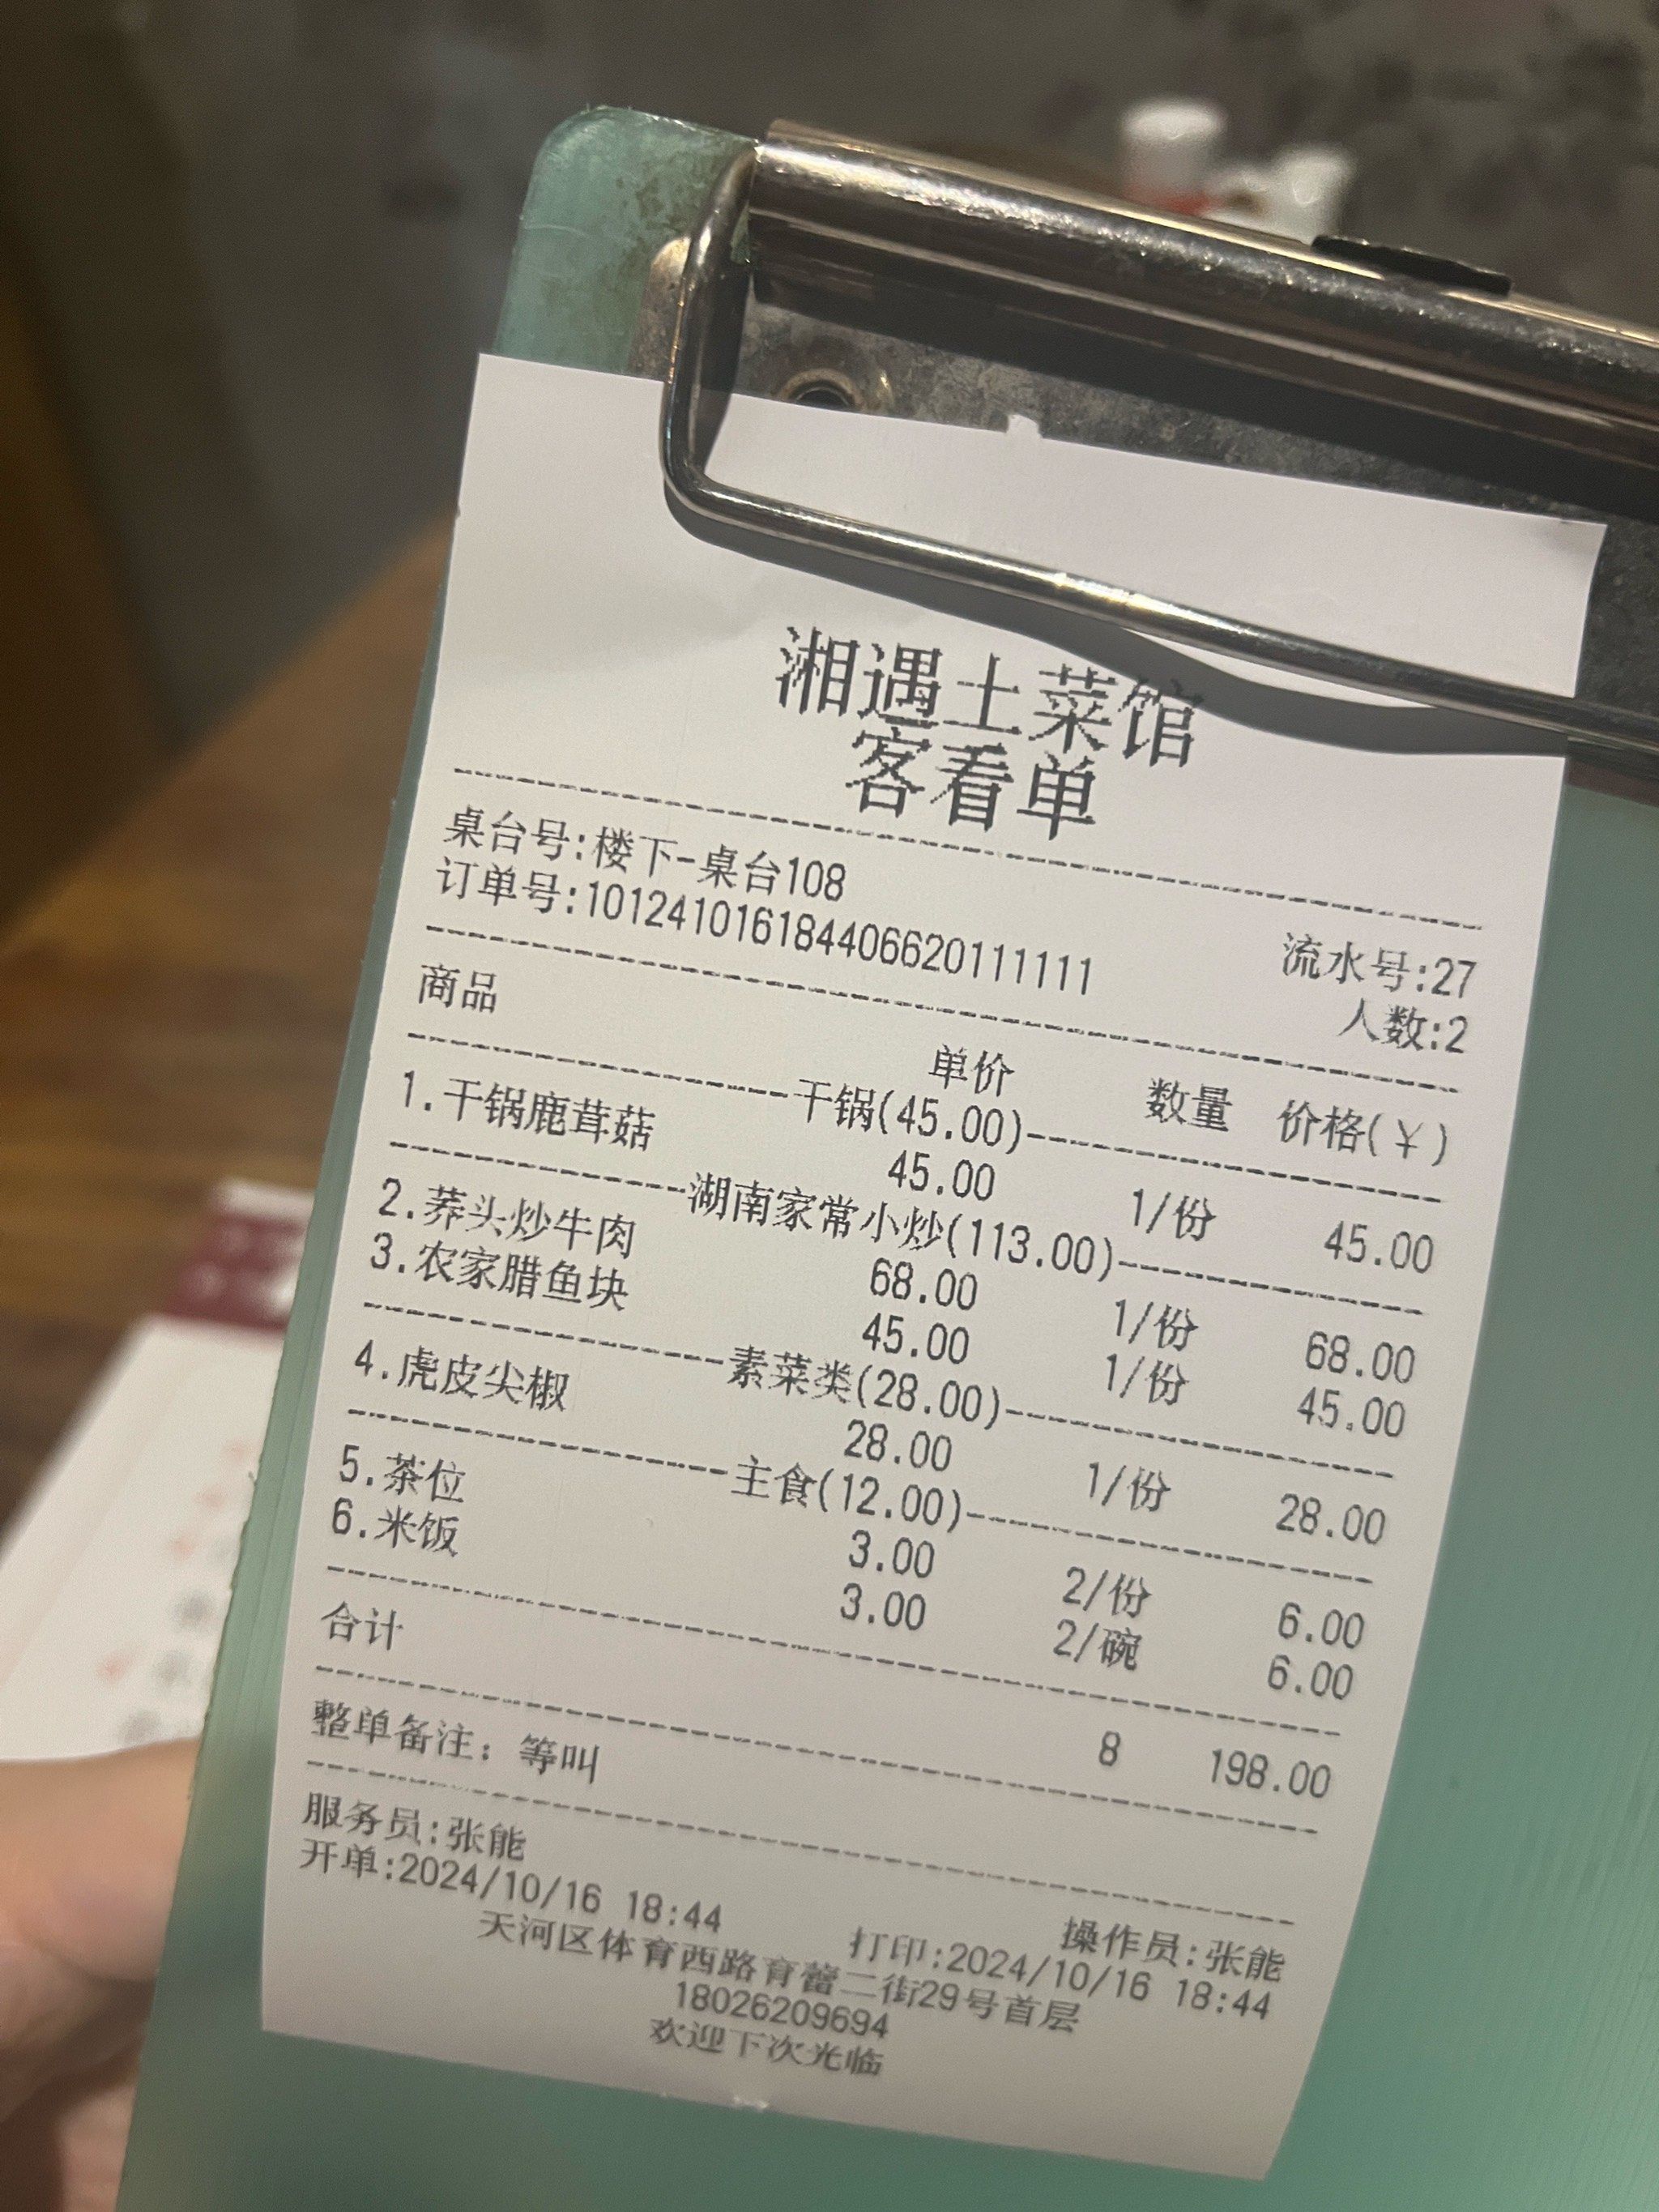 湘遇土菜馆
客看单
桌台号:楼下-桌台108 流水号:27
订单号:101241016184406620111111 人数:2
商品 单价 数量 价格(￥)
干锅(45.00)
1.干锅鹿茸菇 45.00 1/份 45.00
湖南家常小炒(113.00)
2.荞头炒牛肉 68.00 1/份 68.00
3.农家腊鱼块 45.00 1/份 45.00
素菜类(28.00)
4.虎皮尖椒 28.00 1/份 28.00
主食(12.00)
5.茶位 3.00 2/份 6.00
6.米饭 3.00 2/碗 6.00
合计 8 198.00
整单备注：等叫
服务员:张能 操作员:张能
开单:2024/10/16 18:44 打印:2024/10/16 18:44
天河区体育西路育蕾二街29号首层
18026209694
欢迎下次光临